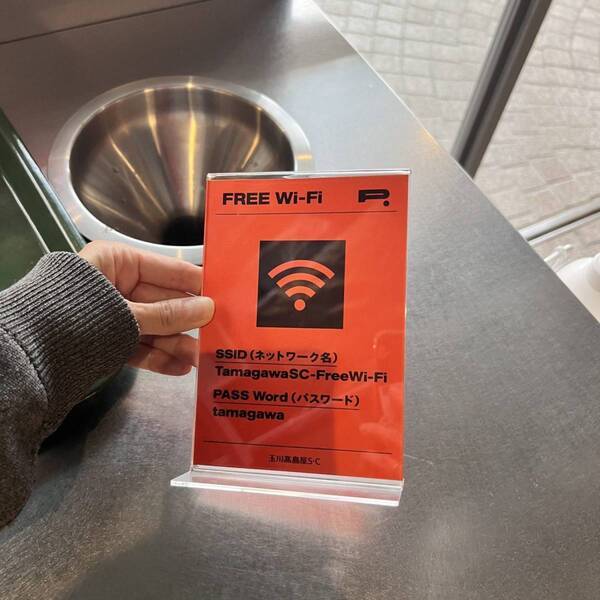 FREE Wi-Fi P.
SSID (ネットワーク名)
TamagawaSC-FreeWi-Fi
PASS Word (パスワード)
tamagawa
玉川髙島屋S・C